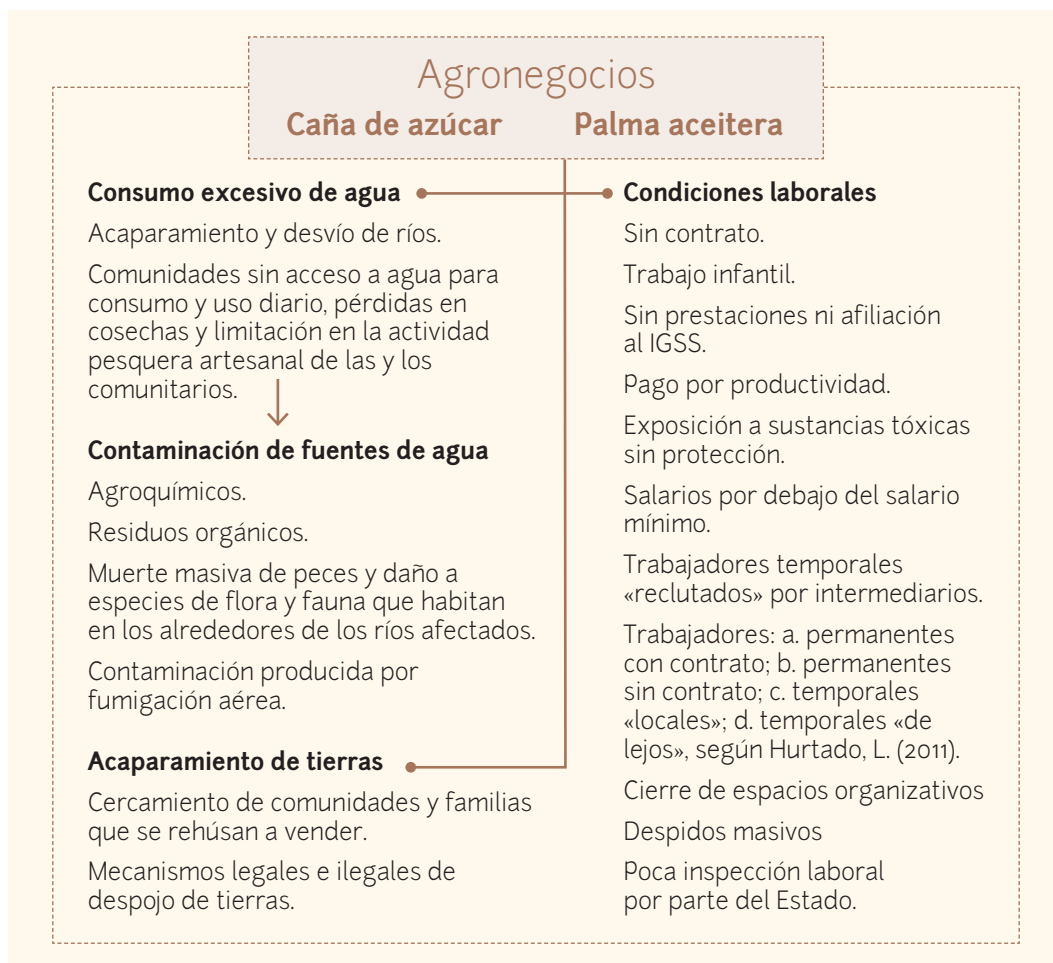 Agronegocios
Caña de azúcar Palma aceitera
Consumo excesivo de agua
Acaparamiento y desvío de ríos.
Comunidades sin acceso a agua para
consumo y uso diario, pérdidas en
cosechas y limitación en la actividad
pesquera artesanal de las y los
comunitarios.
Contaminación de fuentes de agua
Agroquímicos.
Residuos orgánicos.
Muerte masiva de peces y daño a
especies de flora y fauna que habitan
en los alrededores de los ríos afectados.
Contaminación producida por
fumigación aérea.
Acaparamiento de tierras
Cercamiento de comunidades y familias
que se rehúsan a vender.
Mecanismos legales e ilegales de
despojo de tierras.
Condiciones laborales
Sin contrato.
Trabajo infantil.
Sin prestaciones ni afiliación
al IGSS.
Pago por productividad.
Exposición a sustancias tóxicas
sin protección.
Salarios por debajo del salario
mínimo.
Trabajadores temporales
«reclutados» por intermediarios.
Trabajadores: a. permanentes
con contrato; b. permanentes
sin contrato; c. temporales
«locales»; d. temporales «de
lejos», según Hurtado, L. (2011).
Cierre de espacios organizativos
Despidos masivos
Poca inspección laboral
por parte del Estado.